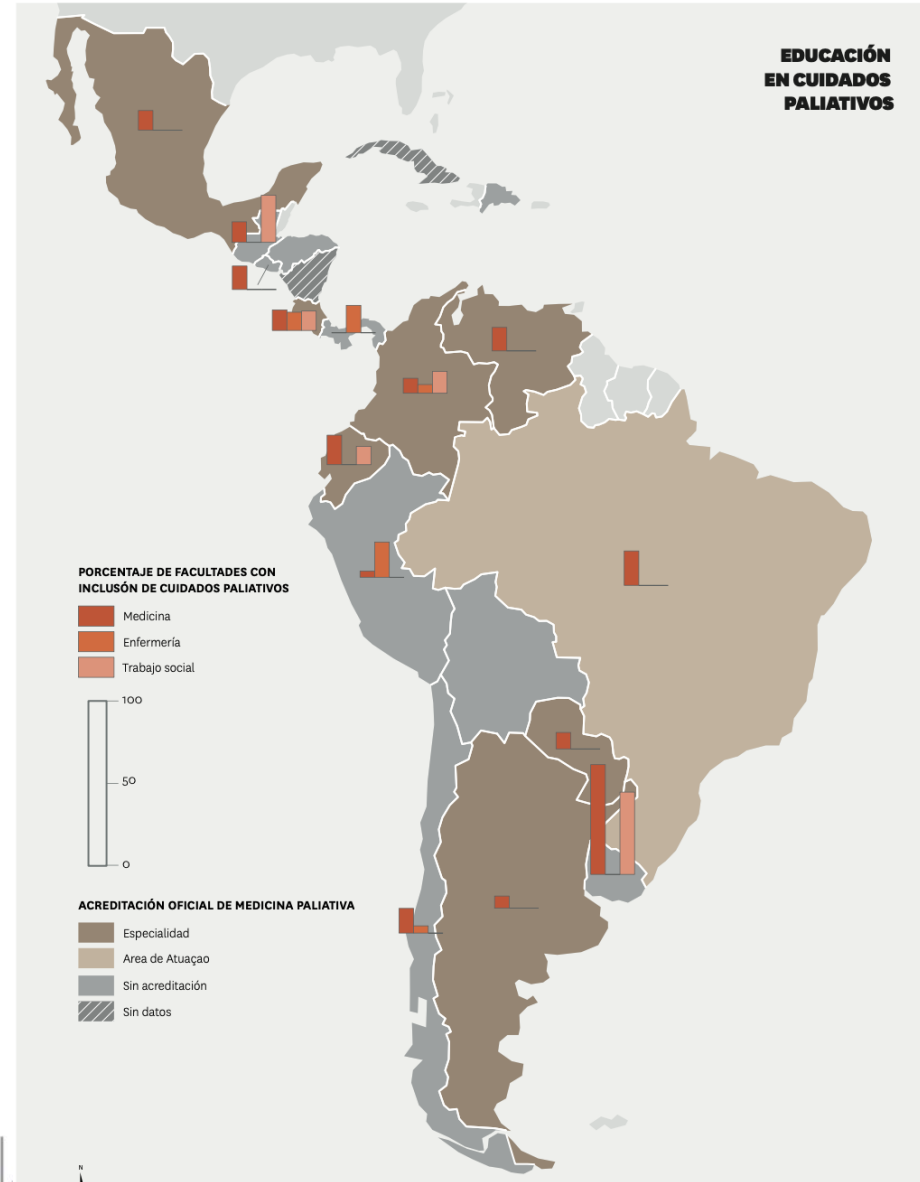 EDUCACIÓN
EN CUIDADOS
PALIATIVOS
PORCENTAJE DE FACULTADES CON
INCLUSÓN DE CUIDADOS PALIATIVOS
Medicina
Enfermería
Trabajo social
100
50
0
ACREDITACIÓN OFICIAL DE MEDICINA PALIATIVA
Especialidad
Area de Atuaçao
Sin acreditación
Sin datos
N